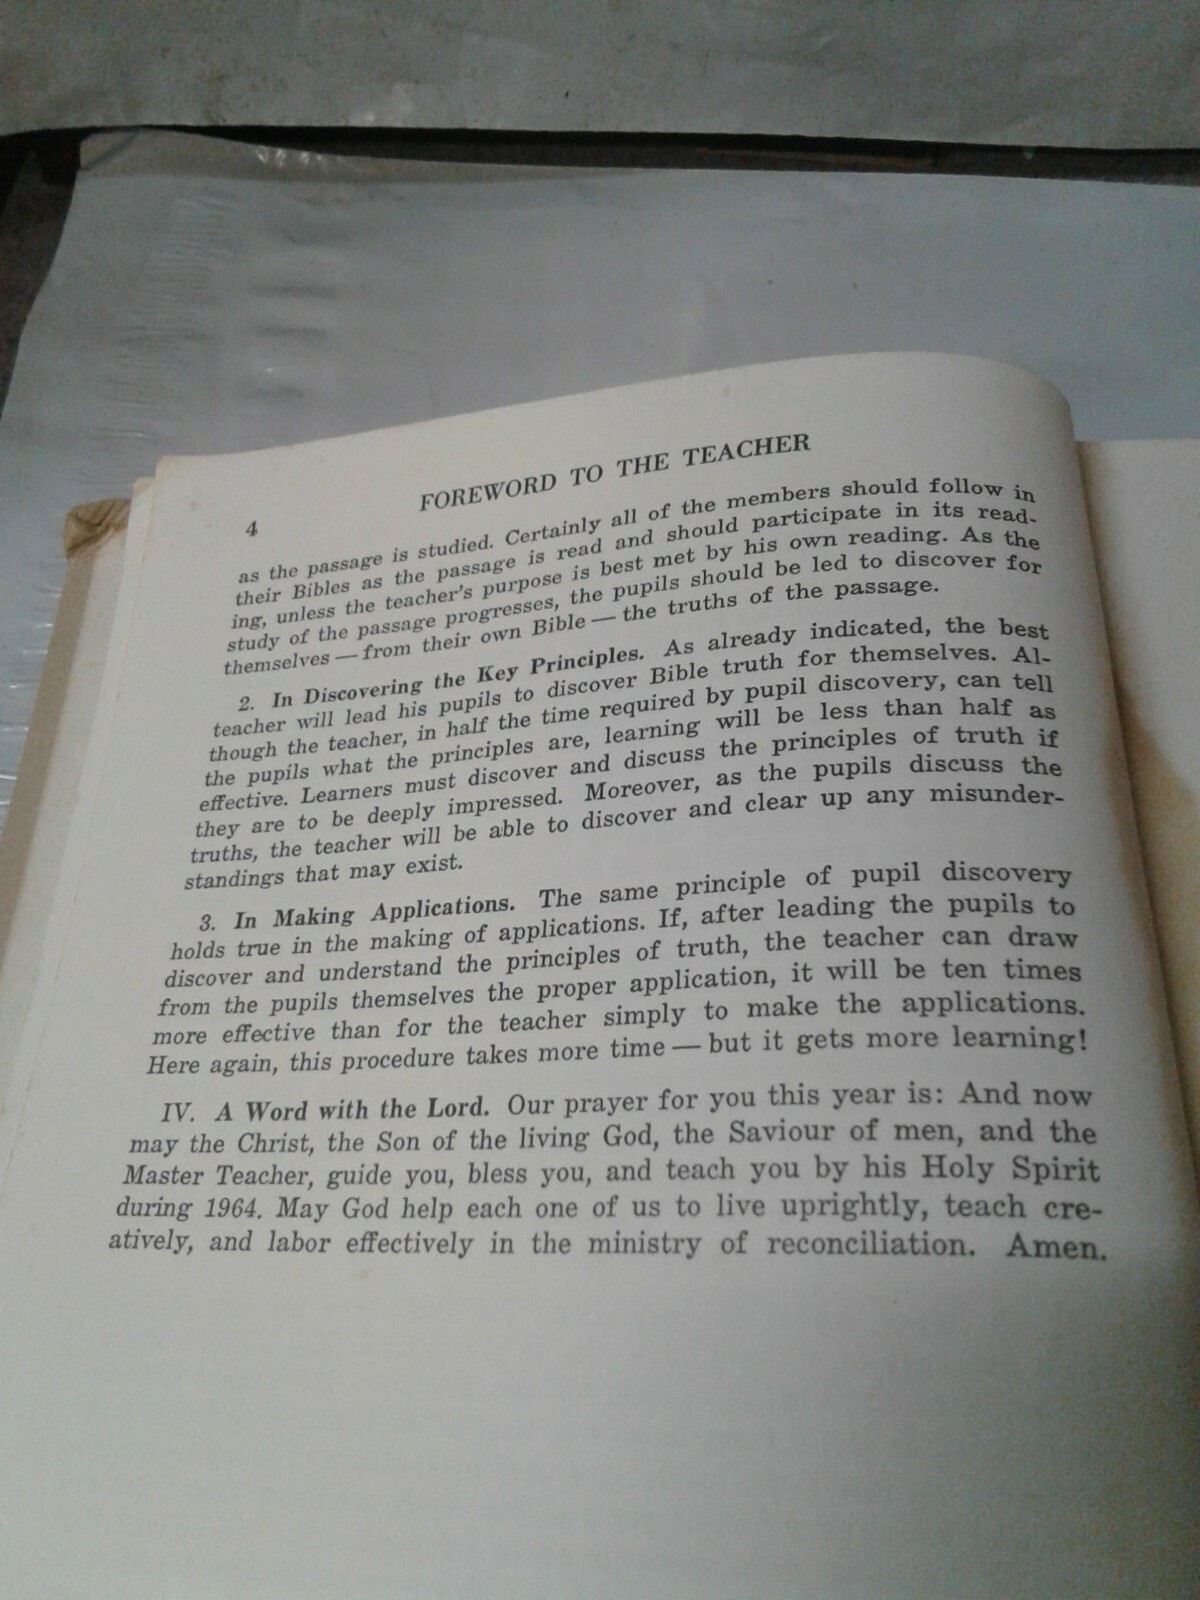 FOREWORD TO THE TEACHER
4
as the passage is studied. Certainly all of the members should follow in
their Bibles as the passage is read and should participate in its read-
ing, unless the teacher's purpose is best met by his own reading. As the
study of the passage progresses, the pupils should be led to discover for
themselves — from their own Bible — the truths of the passage.
2. In Discovering the Key Principles. As already indicated, the best
teacher will lead his pupils to discover Bible truth for themselves. Al-
though the teacher, in half the time required by pupil discovery, can tell
the pupils what the principles are, learning will be less than half as
effective. Learners must discover and discuss the principles of truth if
they are to be deeply impressed. Moreover, as the pupils discuss the
truths, the teacher will be able to discover and clear up any misunder-
standings that may exist.
3. In Making Applications. The same principle of pupil discovery
holds true in the making of applications. If, after leading the pupils to
discover and understand the principles of truth, the teacher can draw
from the pupils themselves the proper application, it will be ten times
more effective than for the teacher simply to make the applications.
Here again, this procedure takes more time — but it gets more learning!
IV. A Word with the Lord. Our prayer for you this year is: And now
may the Christ, the Son of the living God, the Saviour of men, and the
Master Teacher, guide you, bless you, and teach you by his Holy Spirit
during 1964. May God help each one of us to live uprightly, teach cre-
atively, and labor effectively in the ministry of reconciliation. Amen.